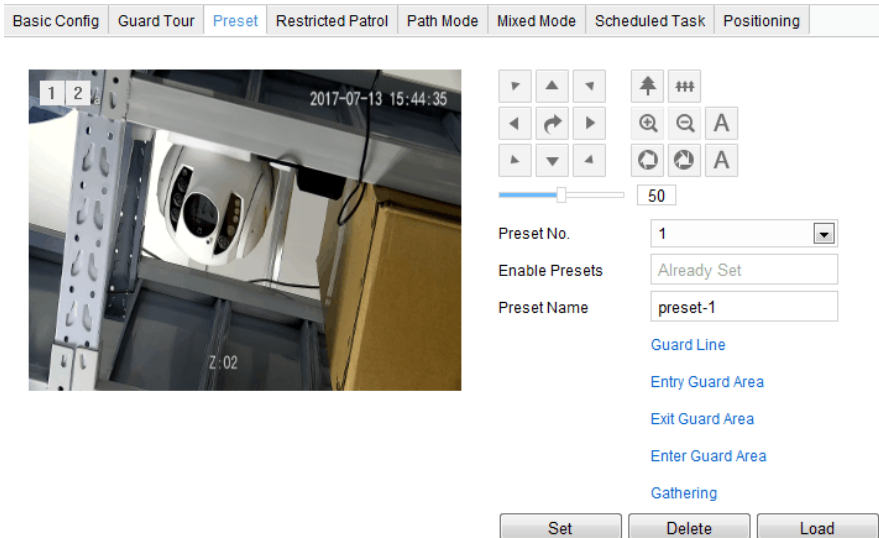 Basic Config Guard Tour Preset Restricted Patrol Path Mode Mixed Mode Scheduled Task Positioning
1 2
2017-07-13 15:44:35
Z:02
A
A
50
Preset No. 1
Enable Presets Already Set
Preset Name preset-1
Guard Line
Entry Guard Area
Exit Guard Area
Enter Guard Area
Gathering
Set Delete Load